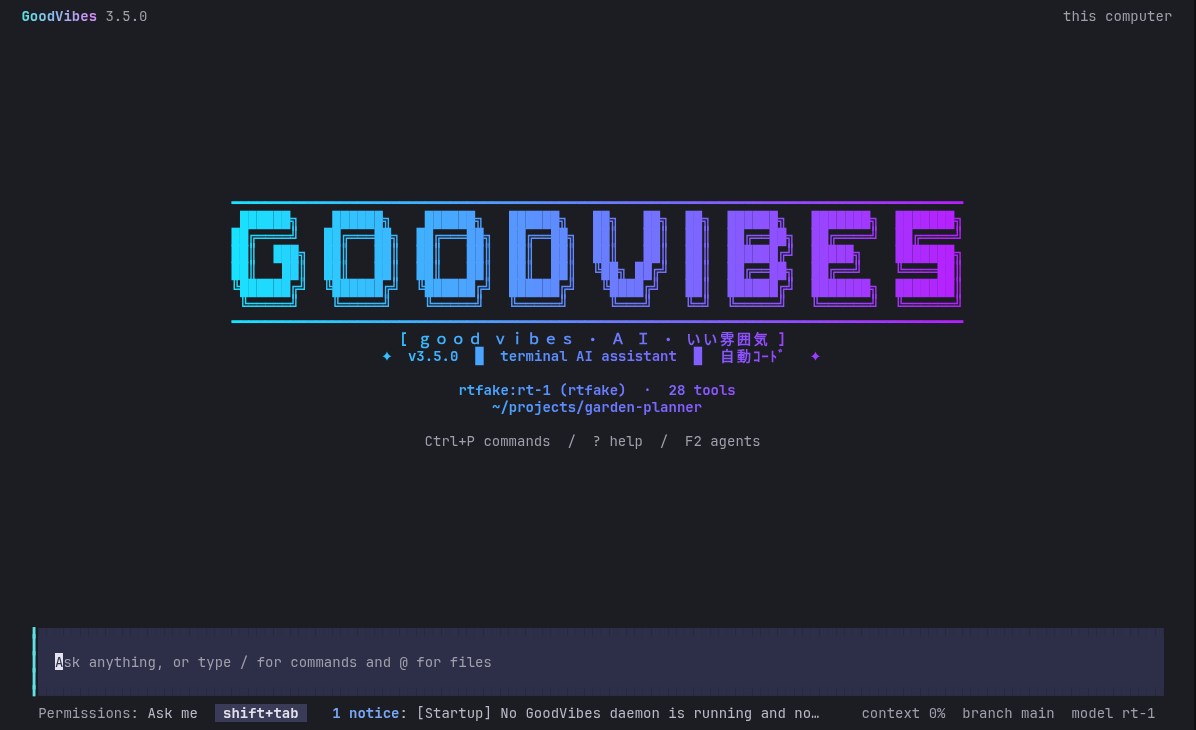 GoodVibes 3.5.0 this computer
GOODVIBES
[ good vibes · AI · いい雰囲気 ]
✦ v3.5.0 █ terminal AI assistant █ 自動ｺｰﾄﾞ ✦
rtfake:rt-1 (rtfake) · 28 tools
~/projects/garden-planner
Ctrl+P commands / ? help / F2 agents
Ask anything, or type / for commands and @ for files
Permissions: Ask me shift+tab 1 notice: [Startup] No GoodVibes daemon is running and no… context 0% branch main model rt-1